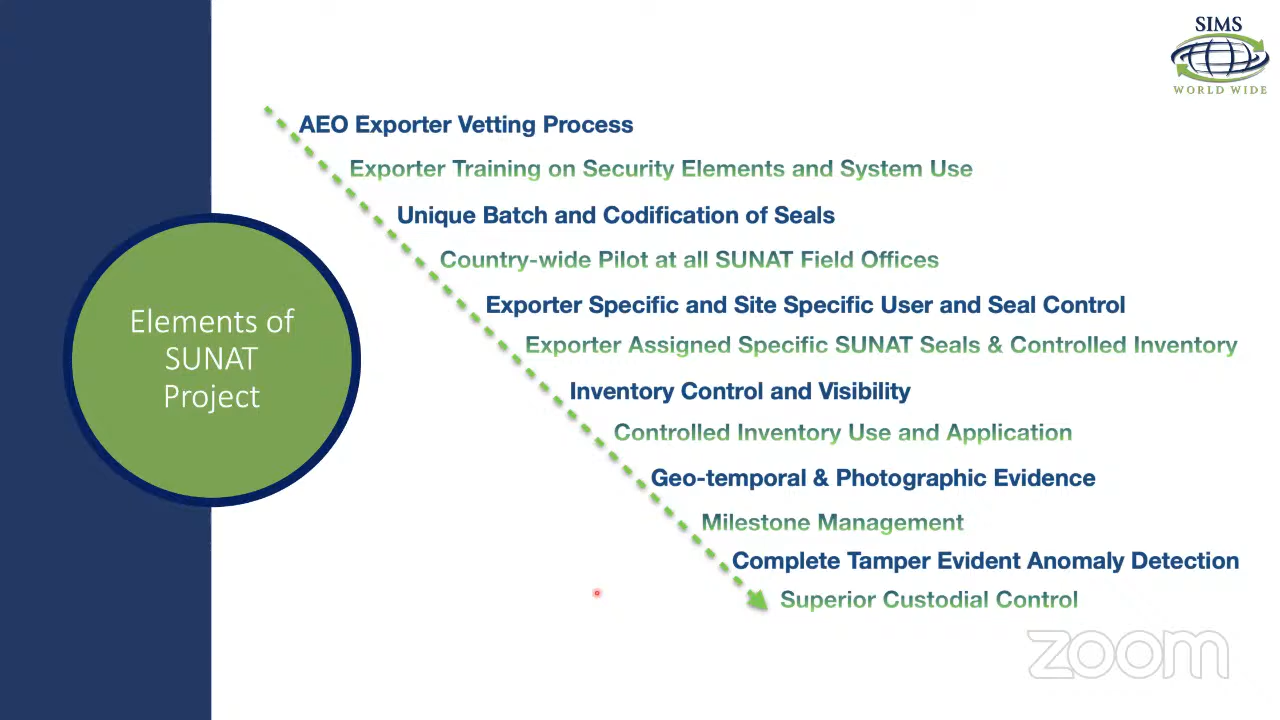 SIMS
WORLD WIDE
AEO Exporter Vetting Process
Exporter Training on Security Elements and System Use
Unique Batch and Codification of Seals
Country-wide Pilot at all SUNAT Field Offices
Exporter Specific and Site Specific User and Seal Control
Exporter Assigned Specific SUNAT Seals & Controlled Inventory
Inventory Control and Visibility
Controlled Inventory Use and Application
Geo-temporal & Photographic Evidence
Milestone Management
Complete Tamper Evident Anomaly Detection
Superior Custodial Control
Elements of
SUNAT
Project
zoom